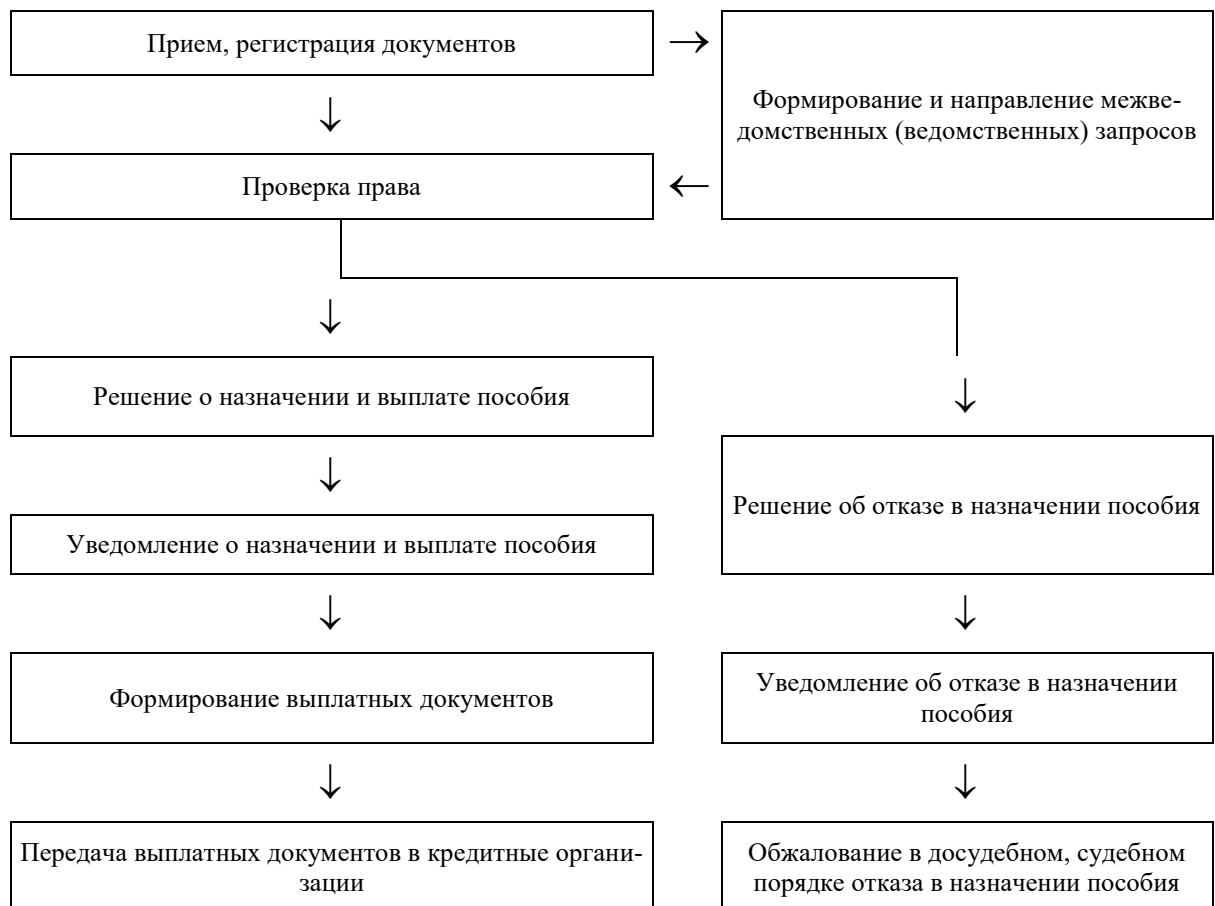 Прием, регистрация документов
Формирование и направление межве-
домственных (ведомственных) запросов
Проверка права
Решение о назначении и выплате пособия
Решение об отказе в назначении пособия
Уведомление о назначении и выплате пособия
Формирование выплатных документов
Уведомление об отказе в назначении
пособия
Передача выплатных документов в кредитные органи-
зации
Обжалование в досудебном, судебном
порядке отказа в назначении пособия